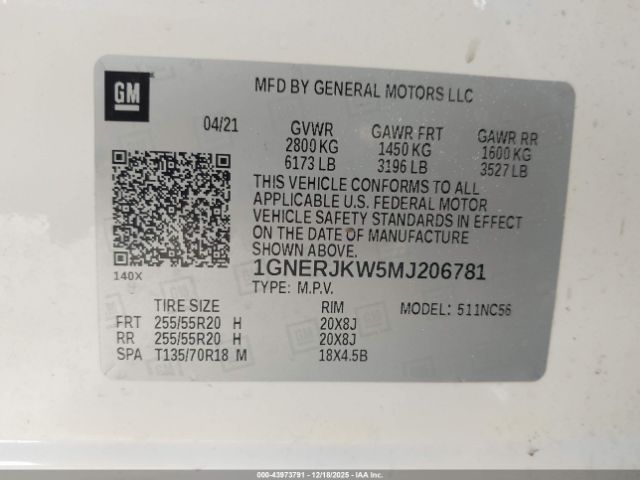 GM
MFD BY GENERAL MOTORS LLC
04/21 GVWR GAWR FRT GAWR RR
2800 KG 1450 KG 1600 KG
6173 LB 3196 LB 3527 LB
THIS VEHICLE CONFORMS TO ALL
APPLICABLE U.S. FEDERAL MOTOR
VEHICLE SAFETY STANDARDS IN EFFECT
ON THE DATE OF MANUFACTURE
SHOWN ABOVE.
140X
1GNERJKW5MJ206781
TYPE: M.P.V.
TIRE SIZE RIM MODEL: 511NC56
FRT 255/55R20 H 20X8J
RR 255/55R20 H 20X8J
SPA T135/70R18 M 18X4.5B
000-43973791 - 12/18/2025 - IAAI.COM